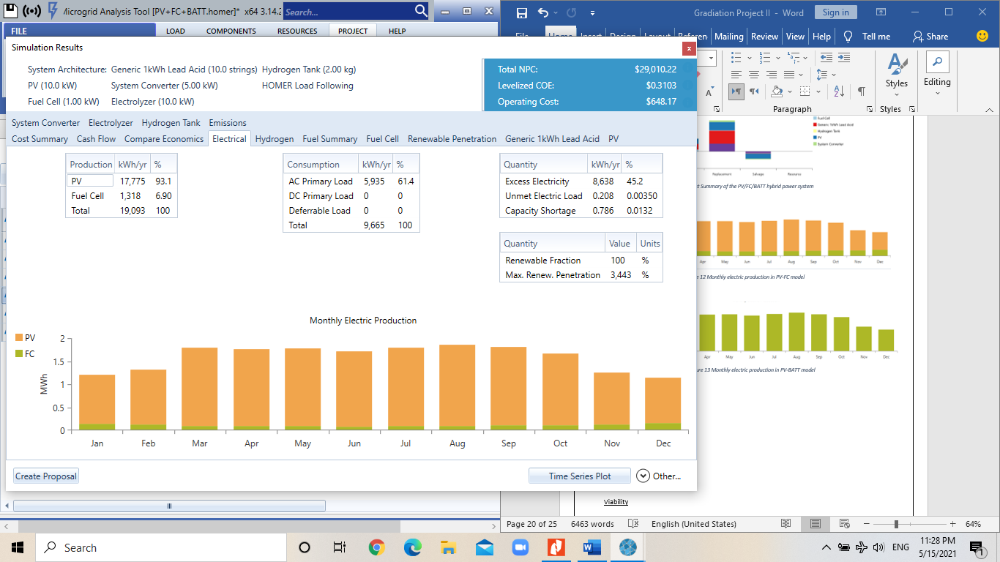 Microgrid Analysis Tool [PV+FC+BATT.homer]* x64 3.14.2
Search...
FILE
LOAD COMPONENTS RESOURCES PROJECT HELP
Simulation Results
x
System Architecture: Generic 1kWh Lead Acid (10.0 strings) Hydrogen Tank (2.00 kg)
PV (10.0 kW) System Converter (5.00 kW) HOMER Load Following
Fuel Cell (1.00 kW) Electrolyzer (10.0 kW)
Total NPC: $29,010.22
Levelized COE: $0.3103
Operating Cost: $648.17
System Converter Electrolyzer Hydrogen Tank Emissions
Cost Summary Cash Flow Compare Economics Electrical Hydrogen Fuel Summary Fuel Cell Renewable Penetration Generic 1kWh Lead Acid PV
Production kWh/yr %
PV 17,775 93.1
Fuel Cell 1,318 6.90
Total 19,093 100
Consumption kWh/yr %
AC Primary Load 5,935 61.4
DC Primary Load 0 0
Deferrable Load 0 0
Total 9,665 100
Quantity kWh/yr %
Excess Electricity 8,638 45.2
Unmet Electric Load 0.208 0.00350
Capacity Shortage 0.786 0.0132
Quantity Value Units
Renewable Fraction 100 %
Max. Renew. Penetration 3,443 %
Monthly Electric Production
PV
FC
MWh
2
1.5
1
0.5
0
Jan Feb Mar Apr May Jun Jul Aug Sep Oct Nov Dec
Create Proposal
Time Series Plot
Other...
Gradiation Project II - Word
Sign in
File Home Insert Design Layout Referen Mailing Review View Help Tell me Share
Styles
Editing
Paragraph
Styles
Fuel Cell
Generic 1kWh Lead Acid
Hydrogen Tank
PV
System Converter
Replacement Salvage Resource
t Summary of the PV/FC/BATT hybrid power system
Apr May Jun Jul Aug Sep Oct Nov Dec
e 12 Monthly electric production in PV-FC model
Apr May Jun Jul Aug Sep Oct Nov Dec
ure 13 Monthly electric production in PV-BATT model
Viability
Page 20 of 25 6463 words English (United States)
64%
Search
ENG
11:28 PM
5/15/2021
1